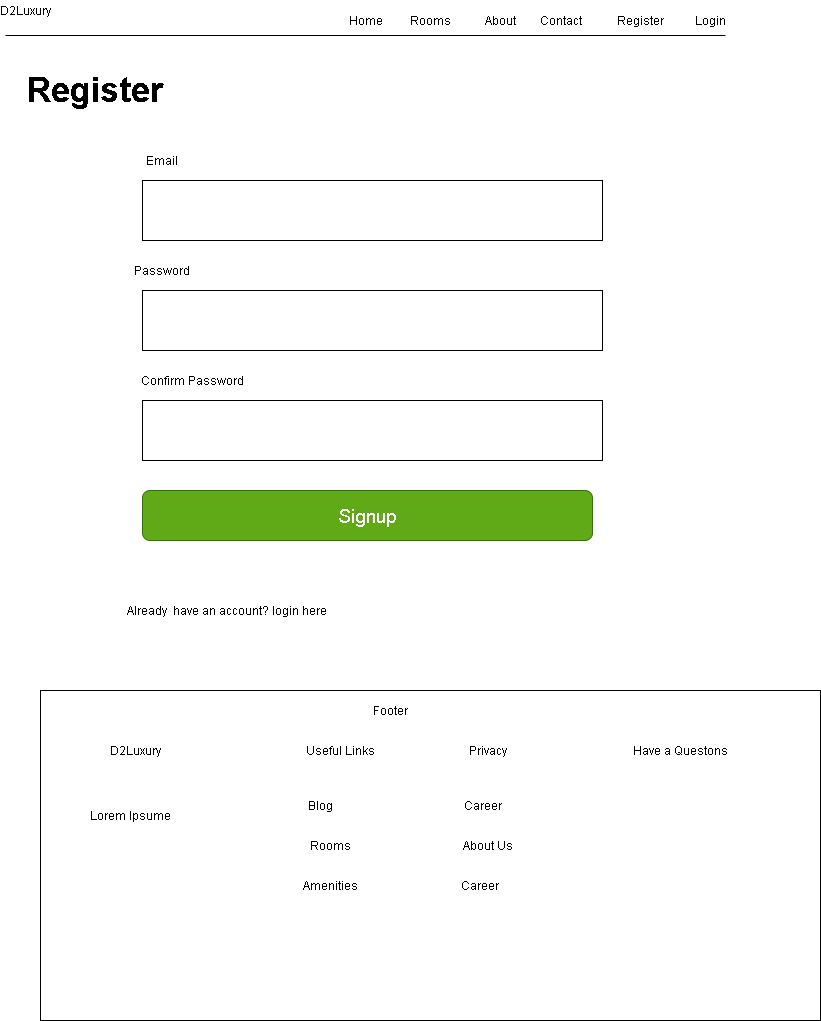 D2Luxury
Home Rooms About Contact Register Login
Register
Email
Password
Confirm Password
Signup
Already have an account? login here
Footer
D2Luxury Useful Links Privacy Have a Questons
Blog Career
Lorem Ipsume
Rooms About Us
Amenities Career